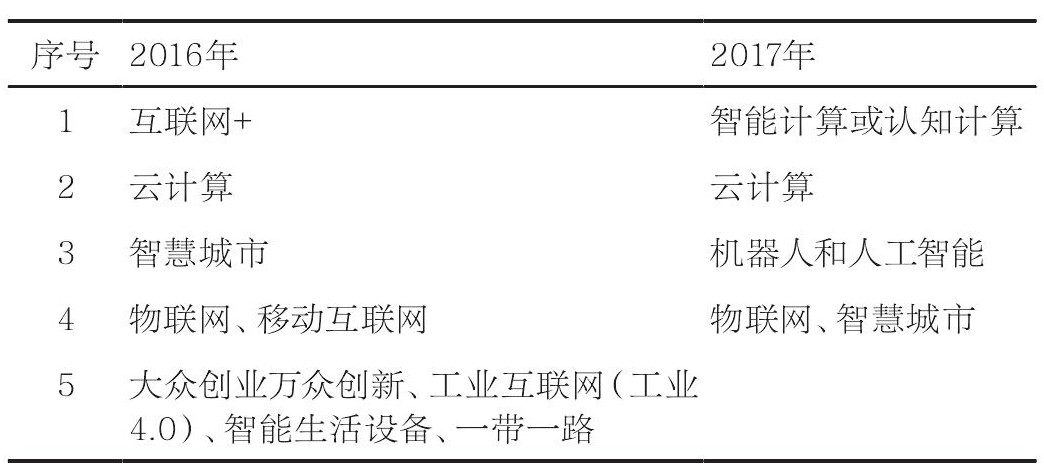 序号 2016年 2017年
1 互联网+ 智能计算或认知计算
2 云计算 云计算
3 智慧城市 机器人和人工智能
4 物联网、移动互联网 物联网、智慧城市
5 大众创业万众创新、工业互联网(工业
4.0)、智能生活设备、一带一路